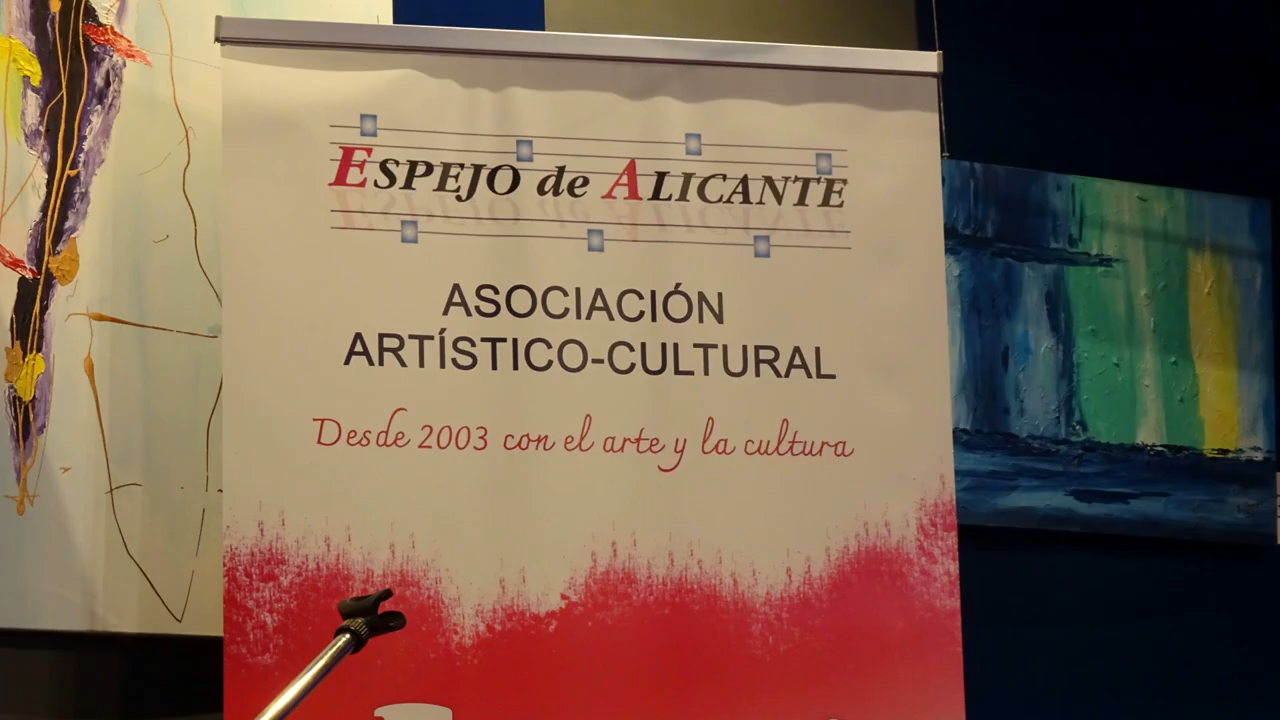 ESPEJO de ALICANTE
ASOCIACIÓN
ARTÍSTICO-CULTURAL
Desde 2003 con el arte y la cultura